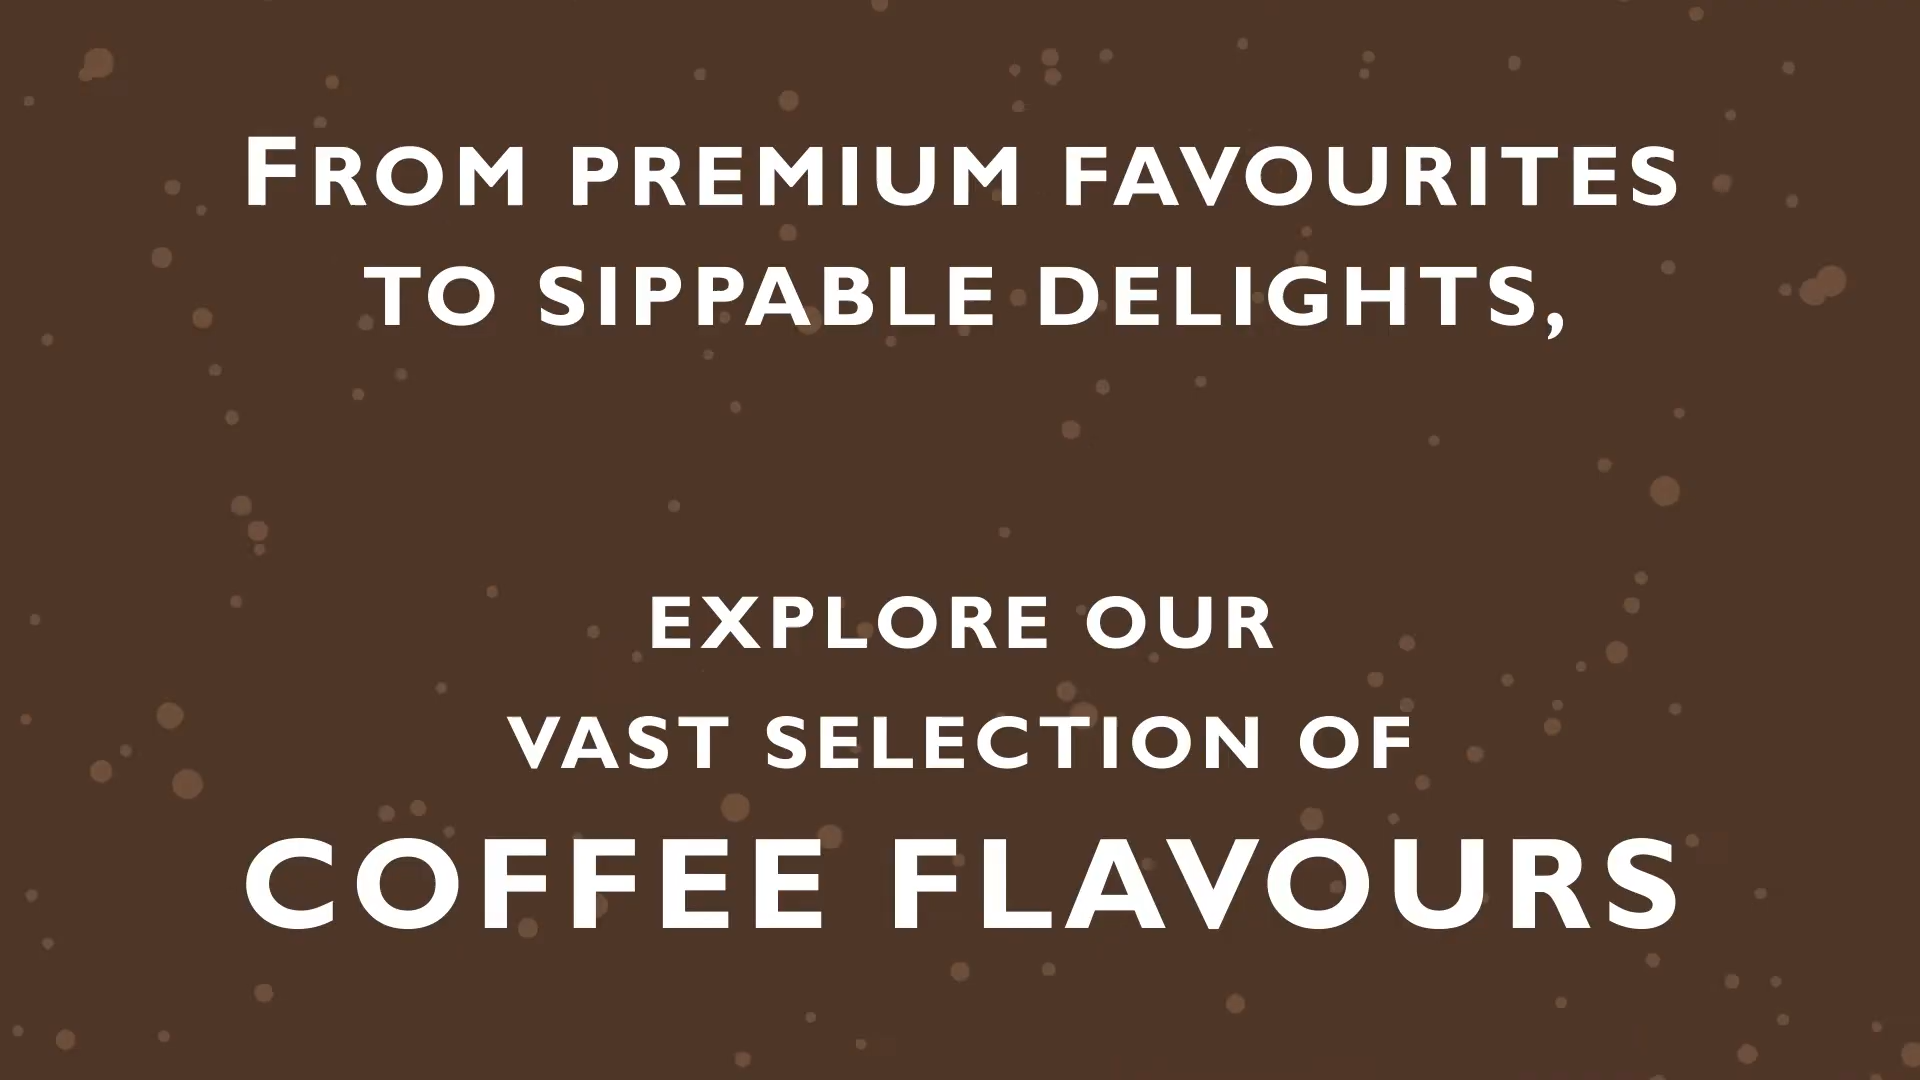 FROM PREMIUM FAVOURITES
TO SIPPABLE DELIGHTS,
EXPLORE OUR
VAST SELECTION OF
COFFEE FLAVOURS